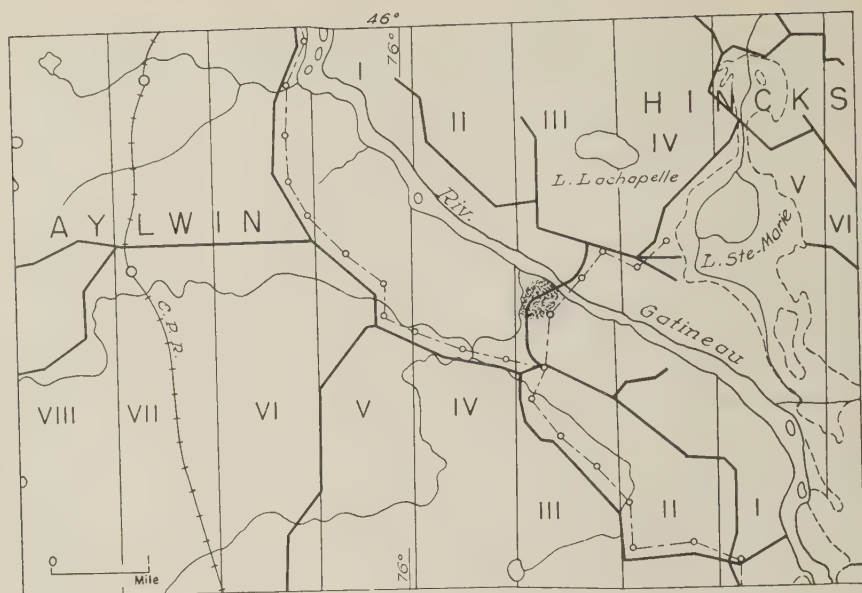 46°
76°
I
II
III
IV
HINCKS
L. Lachapelle
V
VI
Riv.
L. Ste-Marie
AYLWIN
C.P.R.
Gatineau
VIII
VII
VI
V
IV
III
II
I
76°
0
Mile